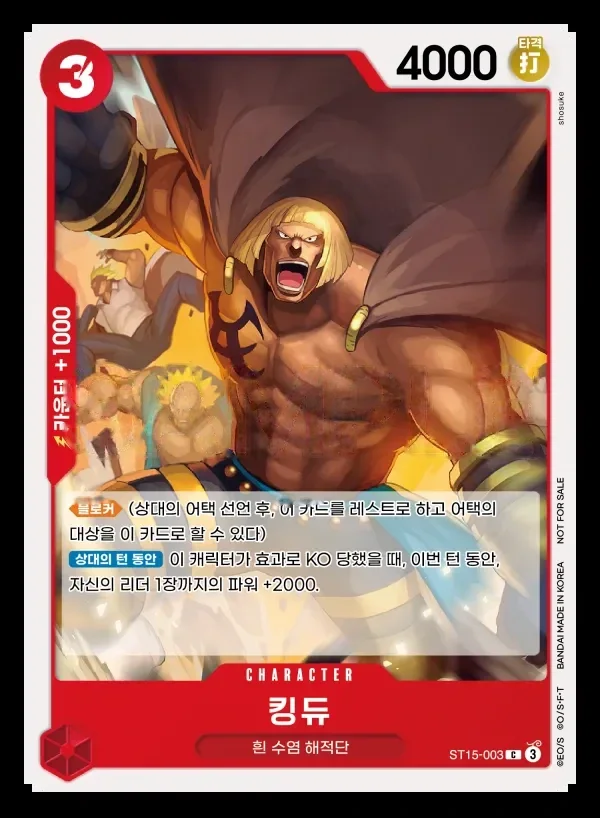 3
4000
타격
打
shosuke
카운터 +1000
블로커 (상대의 어택 선언 후, 이 카드를 레스트로 하고 어택의
대상을 이 카드로 할 수 있다)
상대의 턴 동안 이 캐릭터가 효과로 KO 당했을 때, 이번 턴 동안,
자신의 리더 1장까지의 파워 +2000.
CHARACTER
킹듀
흰 수염 해적단
ST15-003 C 3
©EO/S ©O/S·F·T BANDAI MADE IN KOREA NOT FOR SALE